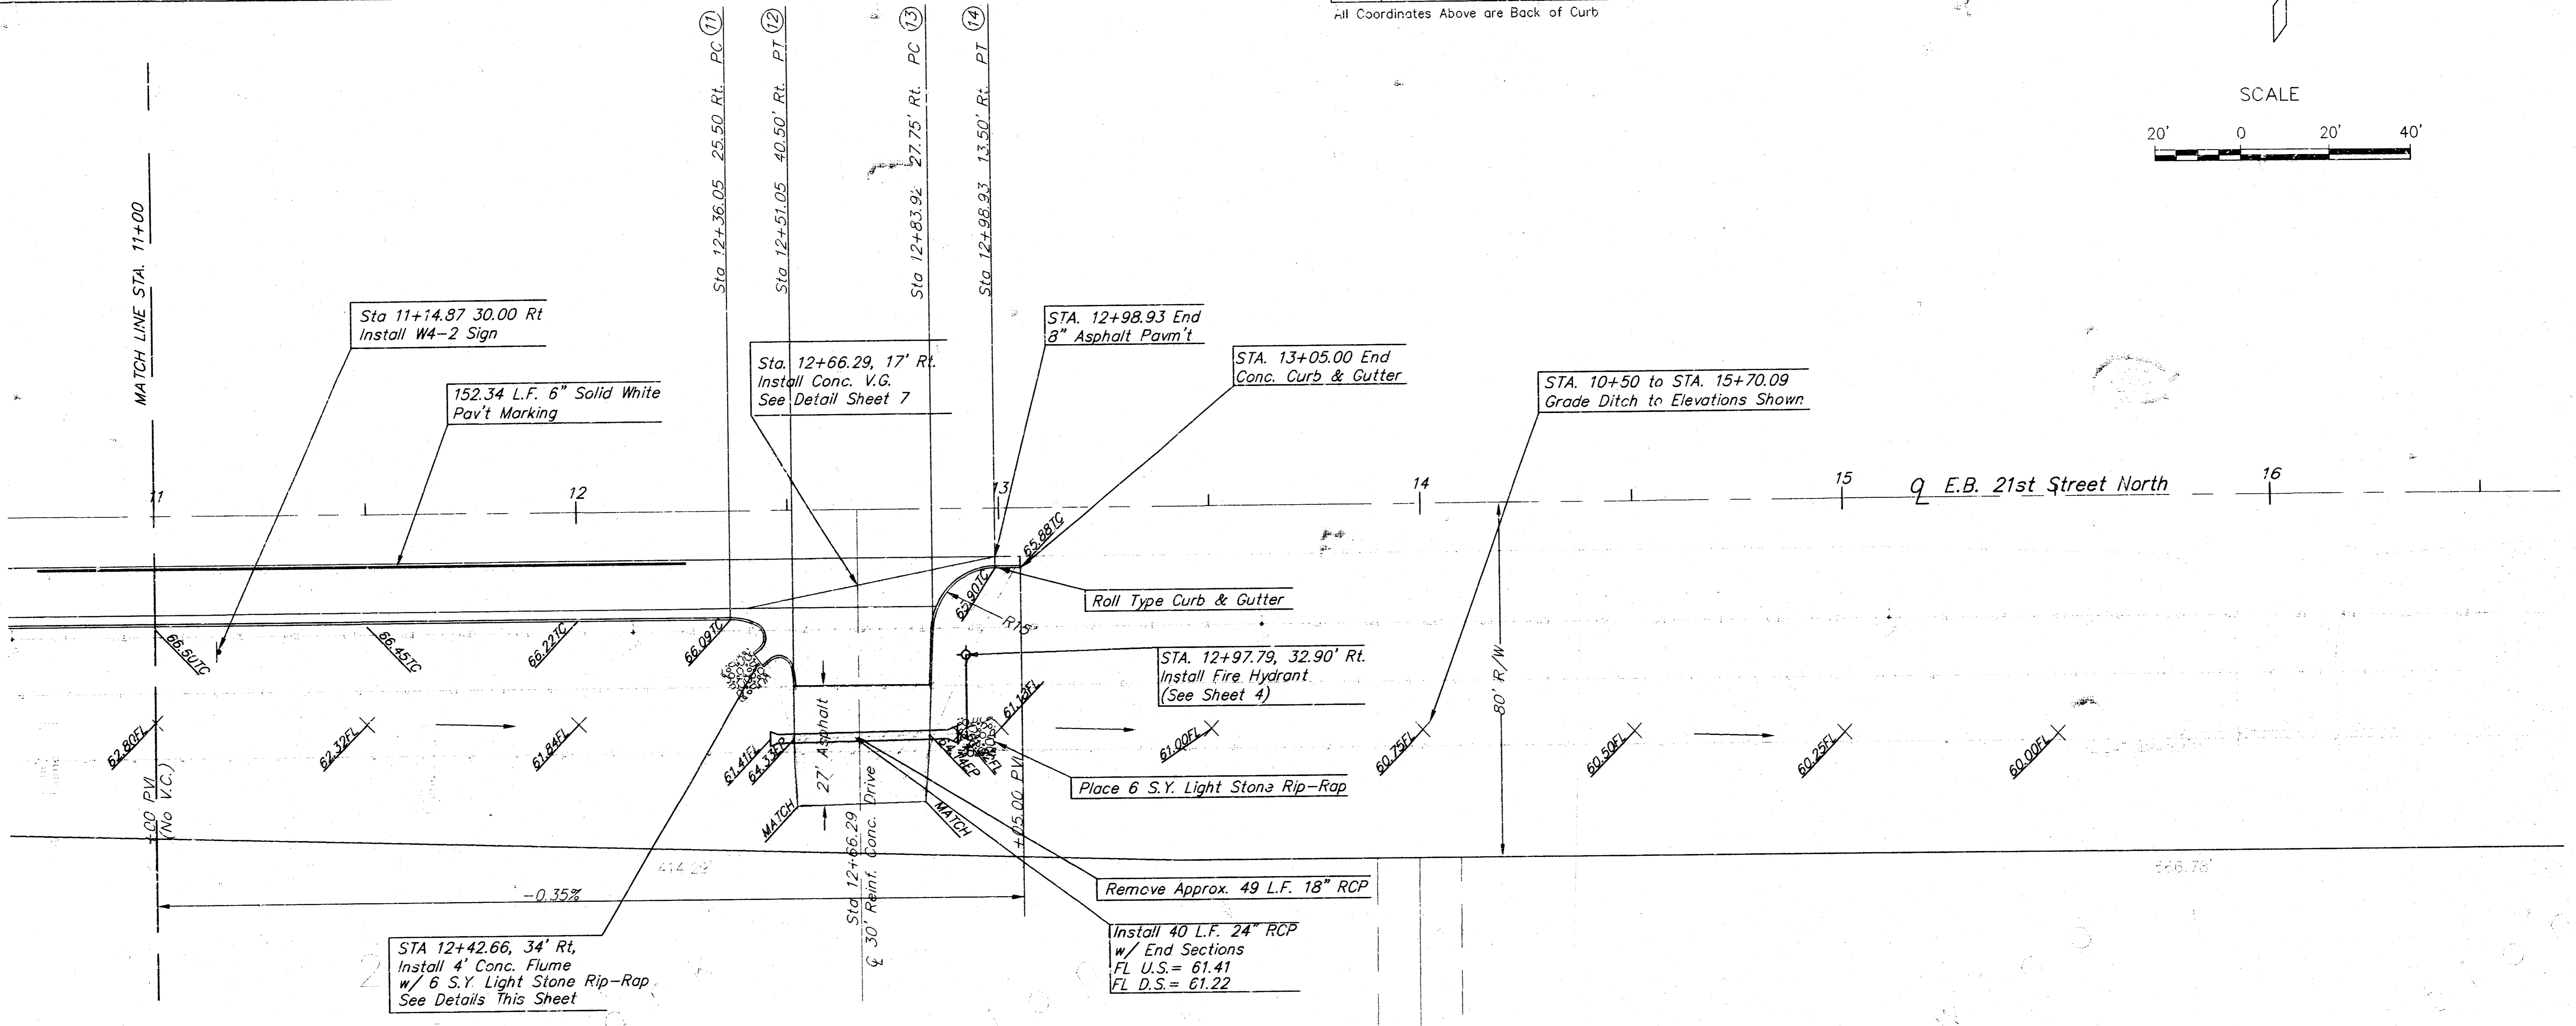 All Coordinates Above are Back of Curb
SCALE
20' 0 20' 40'
Sta 12+36.05 25.50 Rt. PC 11
Sta 12+51.05 40.50' Rt. PT 12
Sta 12+83.92 27.75' Rt. PC 13
Sta 12+98.93 13.50' Rt. PT 14
MATCH LINE STA. 11+00
Sta 11+14.87 30.00 Rt
Install W4-2 Sign
152.34 L.F. 6" Solid White
Pav't Marking
Sta. 12+66.29, 17' Rt.
Install Conc. V.G.
See Detail Sheet 7
STA. 12+98.93 End
8" Asphalt Pavm't
STA. 13+05.00 End
Conc. Curb & Gutter
STA. 10+50 to STA. 15+70.09
Grade Ditch to Elevations Shown
11
12
13
14
15
E.B. 21st Street North
16
65.88TC
65.90TC
R15'
Roll Type Curb & Gutter
66.60TC
66.45TC
66.22TC
66.09TC
STA. 12+97.79, 32.90' Rt.
Install Fire Hydrant
(See Sheet 4)
80' R/W
62.80FL
62.32FL
61.84FL
61.41FL
64.33EP
27' Asphalt
61.13FL
61.00FL
60.75FL
60.50FL
60.25FL
60.00FL
Place 6 S.Y. Light Stone Rip-Rap
MATCH
MATCH
+00 PVI
(No V.C.)
+05.00 PVI
Sta 12+66.29
℄ 30' Reinf. Conc. Drive
414.29'
566.78'
-0.35%
Remove Approx. 49 L.F. 18" RCP
Install 40 L.F. 24" RCP
w/ End Sections
FL U.S.= 61.41
FL D.S.= 61.22
STA 12+42.66, 34' Rt,
Install 4' Conc. Flume
w/ 6 S.Y. Light Stone Rip-Rap
See Details This Sheet